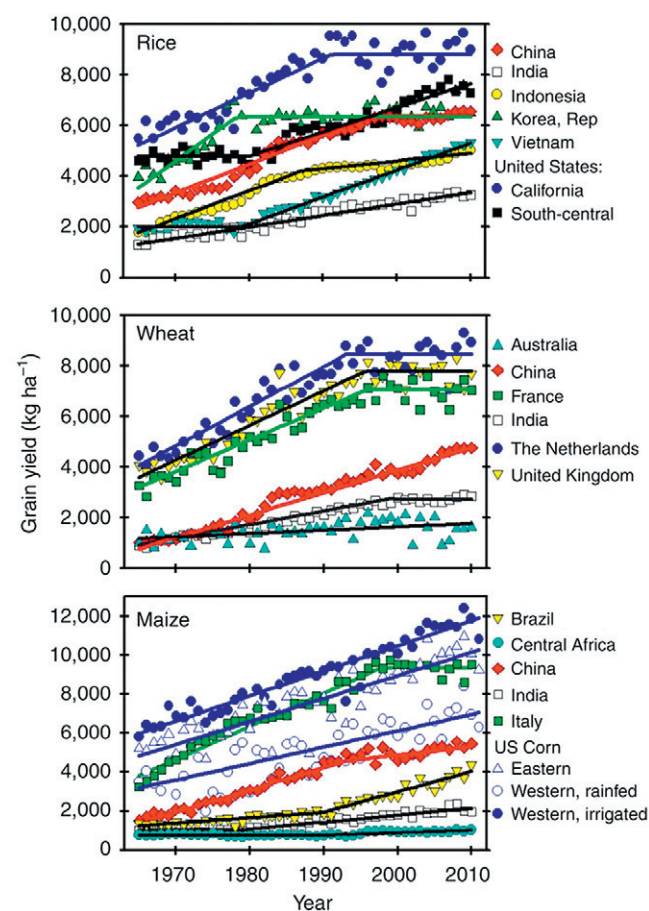 Rice
10,000
8,000
6,000
4,000
2,000
0
China
India
Indonesia
Korea, Rep
Vietnam
United States:
California
South-central
Wheat
10,000
8,000
6,000
4,000
2,000
0
Australia
China
France
India
The Netherlands
United Kingdom
Grain yield (kg ha⁻¹)
Maize
12,000
10,000
8,000
6,000
4,000
2,000
0
Brazil
Central Africa
China
India
Italy
US Corn
Eastern
Western, rainfed
Western, irrigated
1970 1980 1990 2000 2010
Year